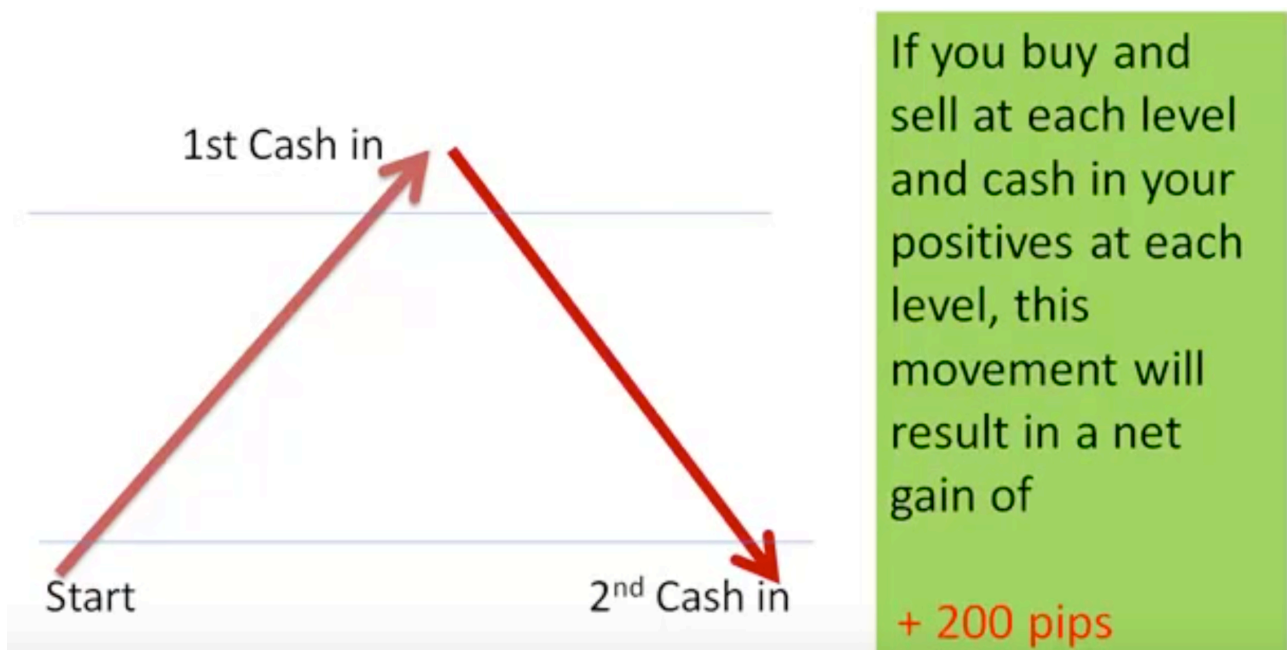 1st Cash in
Start
2nd Cash in
If you buy and
sell at each level
and cash in your
positives at each
level, this
movement will
result in a net
gain of
+ 200 pips